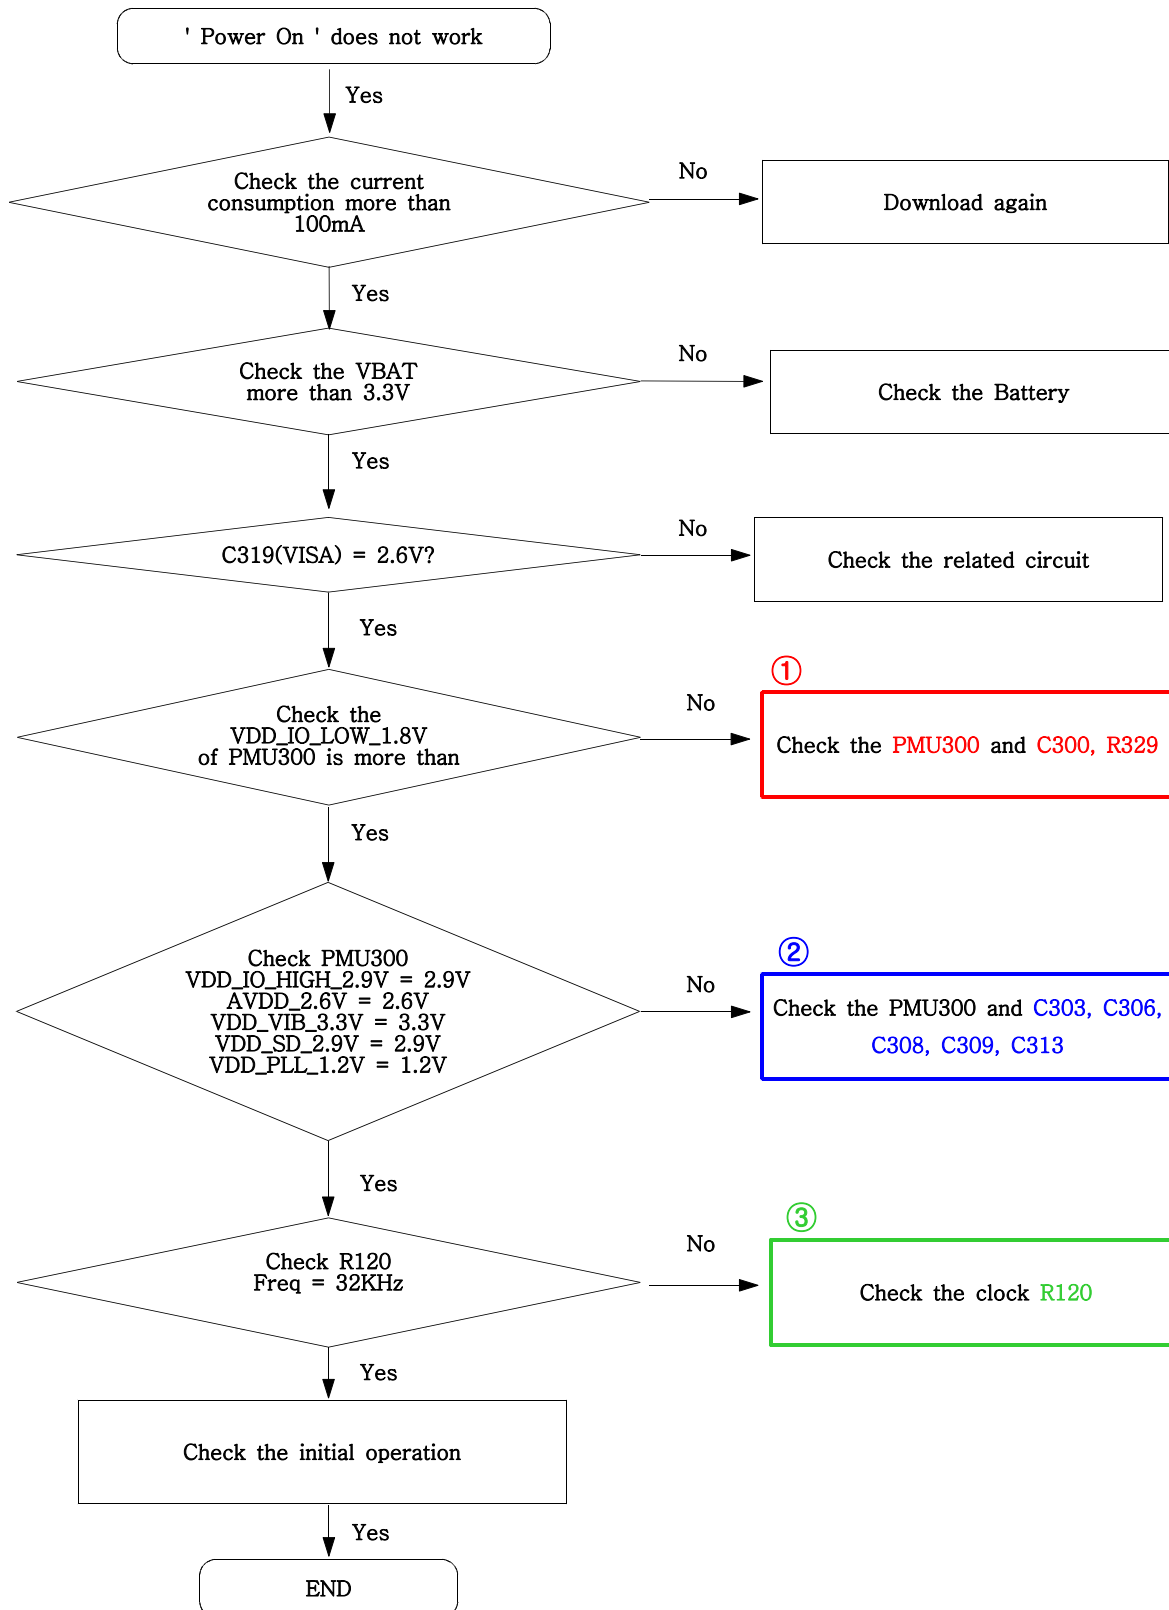 ' Power On ' does not work
Yes
Check the current
consumption more than
100mA
No
Download again
Yes
Check the VBAT
more than 3.3V
No
Check the Battery
Yes
C319(VISA) = 2.6V?
No
Check the related circuit
Yes
Check the
VDD_IO_LOW_1.8V
of PMU300 is more than
No
①
Check the PMU300 and C300, R329
Yes
Check PMU300
VDD_IO_HIGH_2.9V = 2.9V
AVDD_2.6V = 2.6V
VDD_VIB_3.3V = 3.3V
VDD_SD_2.9V = 2.9V
VDD_PLL_1.2V = 1.2V
No
②
Check the PMU300 and C303, C306,
C308, C309, C313
Yes
Check R120
Freq = 32KHz
No
③
Check the clock R120
Yes
Check the initial operation
Yes
END